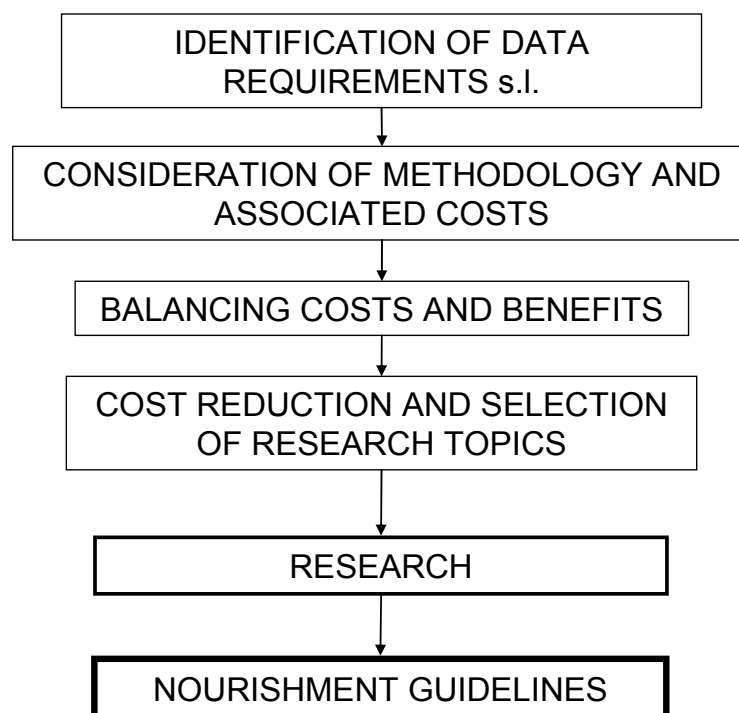 IDENTIFICATION OF DATA
REQUIREMENTS s.l.
CONSIDERATION OF METHODOLOGY AND
ASSOCIATED COSTS
BALANCING COSTS AND BENEFITS
COST REDUCTION AND SELECTION
OF RESEARCH TOPICS
RESEARCH
NOURISHMENT GUIDELINES